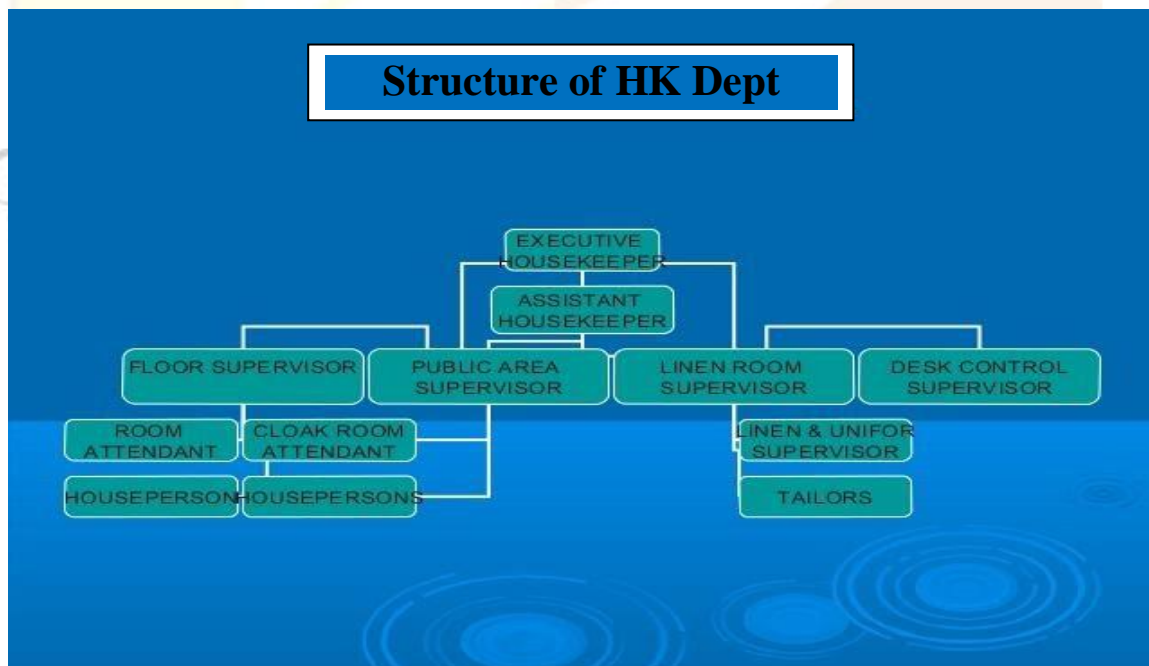 Structure of HK Dept
EXECUTIVE
HOUSEKEEPER
ASSISTANT
HOUSEKEEPER
FLOOR SUPERVISOR
PUBLIC AREA
SUPERVISOR
LINEN ROOM
SUPERVISOR
DESK CONTROL
SUPERVISOR
ROOM
ATTENDANT
CLOAK ROOM
ATTENDANT
LINEN & UNIFOR
SUPERVISOR
HOUSEPERSON
HOUSEPERSONS
TAILORS